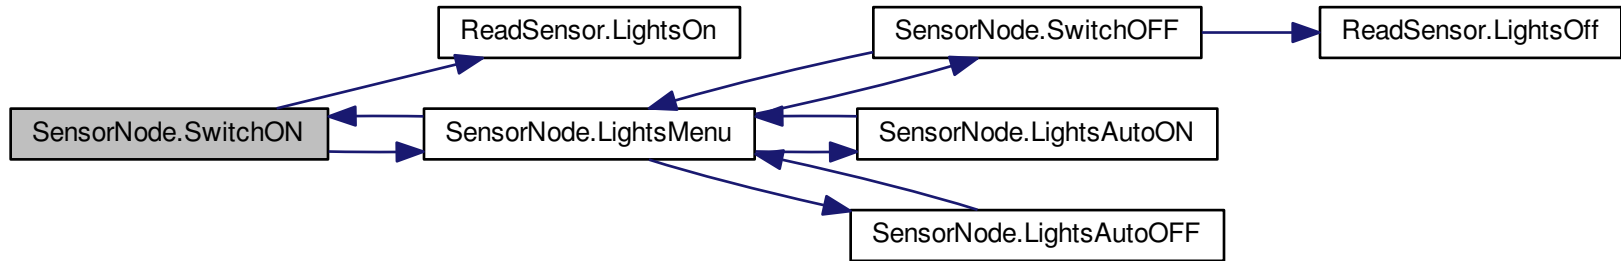 ReadSensor.LightsOn
SensorNode.SwitchOFF
ReadSensor.LightsOff
SensorNode.SwitchON
SensorNode.LightsMenu
SensorNode.LightsAutoON
SensorNode.LightsAutoOFF